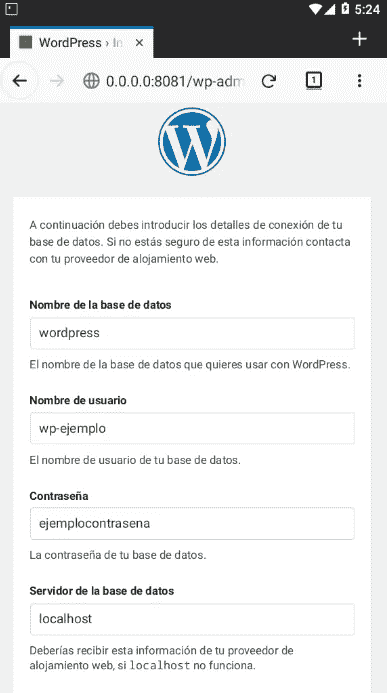 5:24
WordPress › In
0.0.0.0:8081/wp-adm
1
W
A continuación debes introducir los detalles de conexión de tu
base de datos. Si no estás seguro de esta información contacta
con tu proveedor de alojamiento web.
Nombre de la base de datos
wordpress
El nombre de la base de datos que quieres usar con WordPress.
Nombre de usuario
wp-ejemplo
El nombre de usuario de tu base de datos.
Contraseña
ejemplocontrasena
La contraseña de tu base de datos.
Servidor de la base de datos
localhost
Deberías recibir esta información de tu proveedor de
alojamiento web, si localhost no funciona.